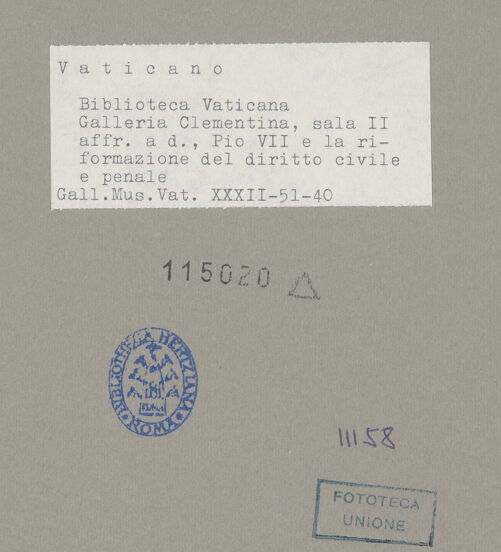 Vaticano
Biblioteca Vaticana
Galleria Clementina, sala II
affr. a d., Pio VII e la ri-
formazione del diritto civile
e penale
Gall.Mus.Vat. XXXII-51-40
115020
BIBLIOTHECA HERTZIANA
ROMA
11158
FOTOTECA
UNIONE